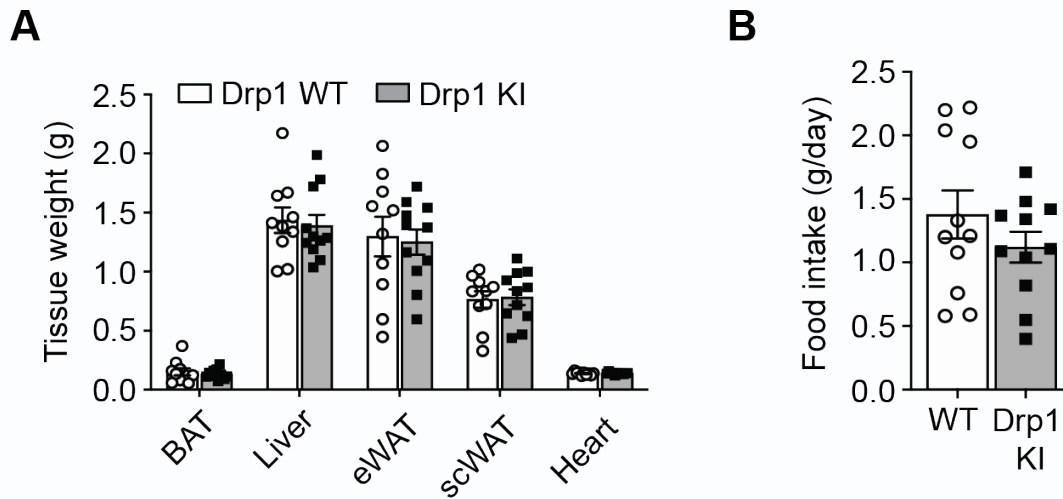 A
Drp1 WT
Drp1 KI
Tissue weight (g)
2.5
2.0
1.5
1.0
0.5
0.0
BAT
Liver
eWAT
scWAT
Heart
B
Food intake (g/day)
2.5
2.0
1.5
1.0
0.5
0.0
WT
Drp1
KI